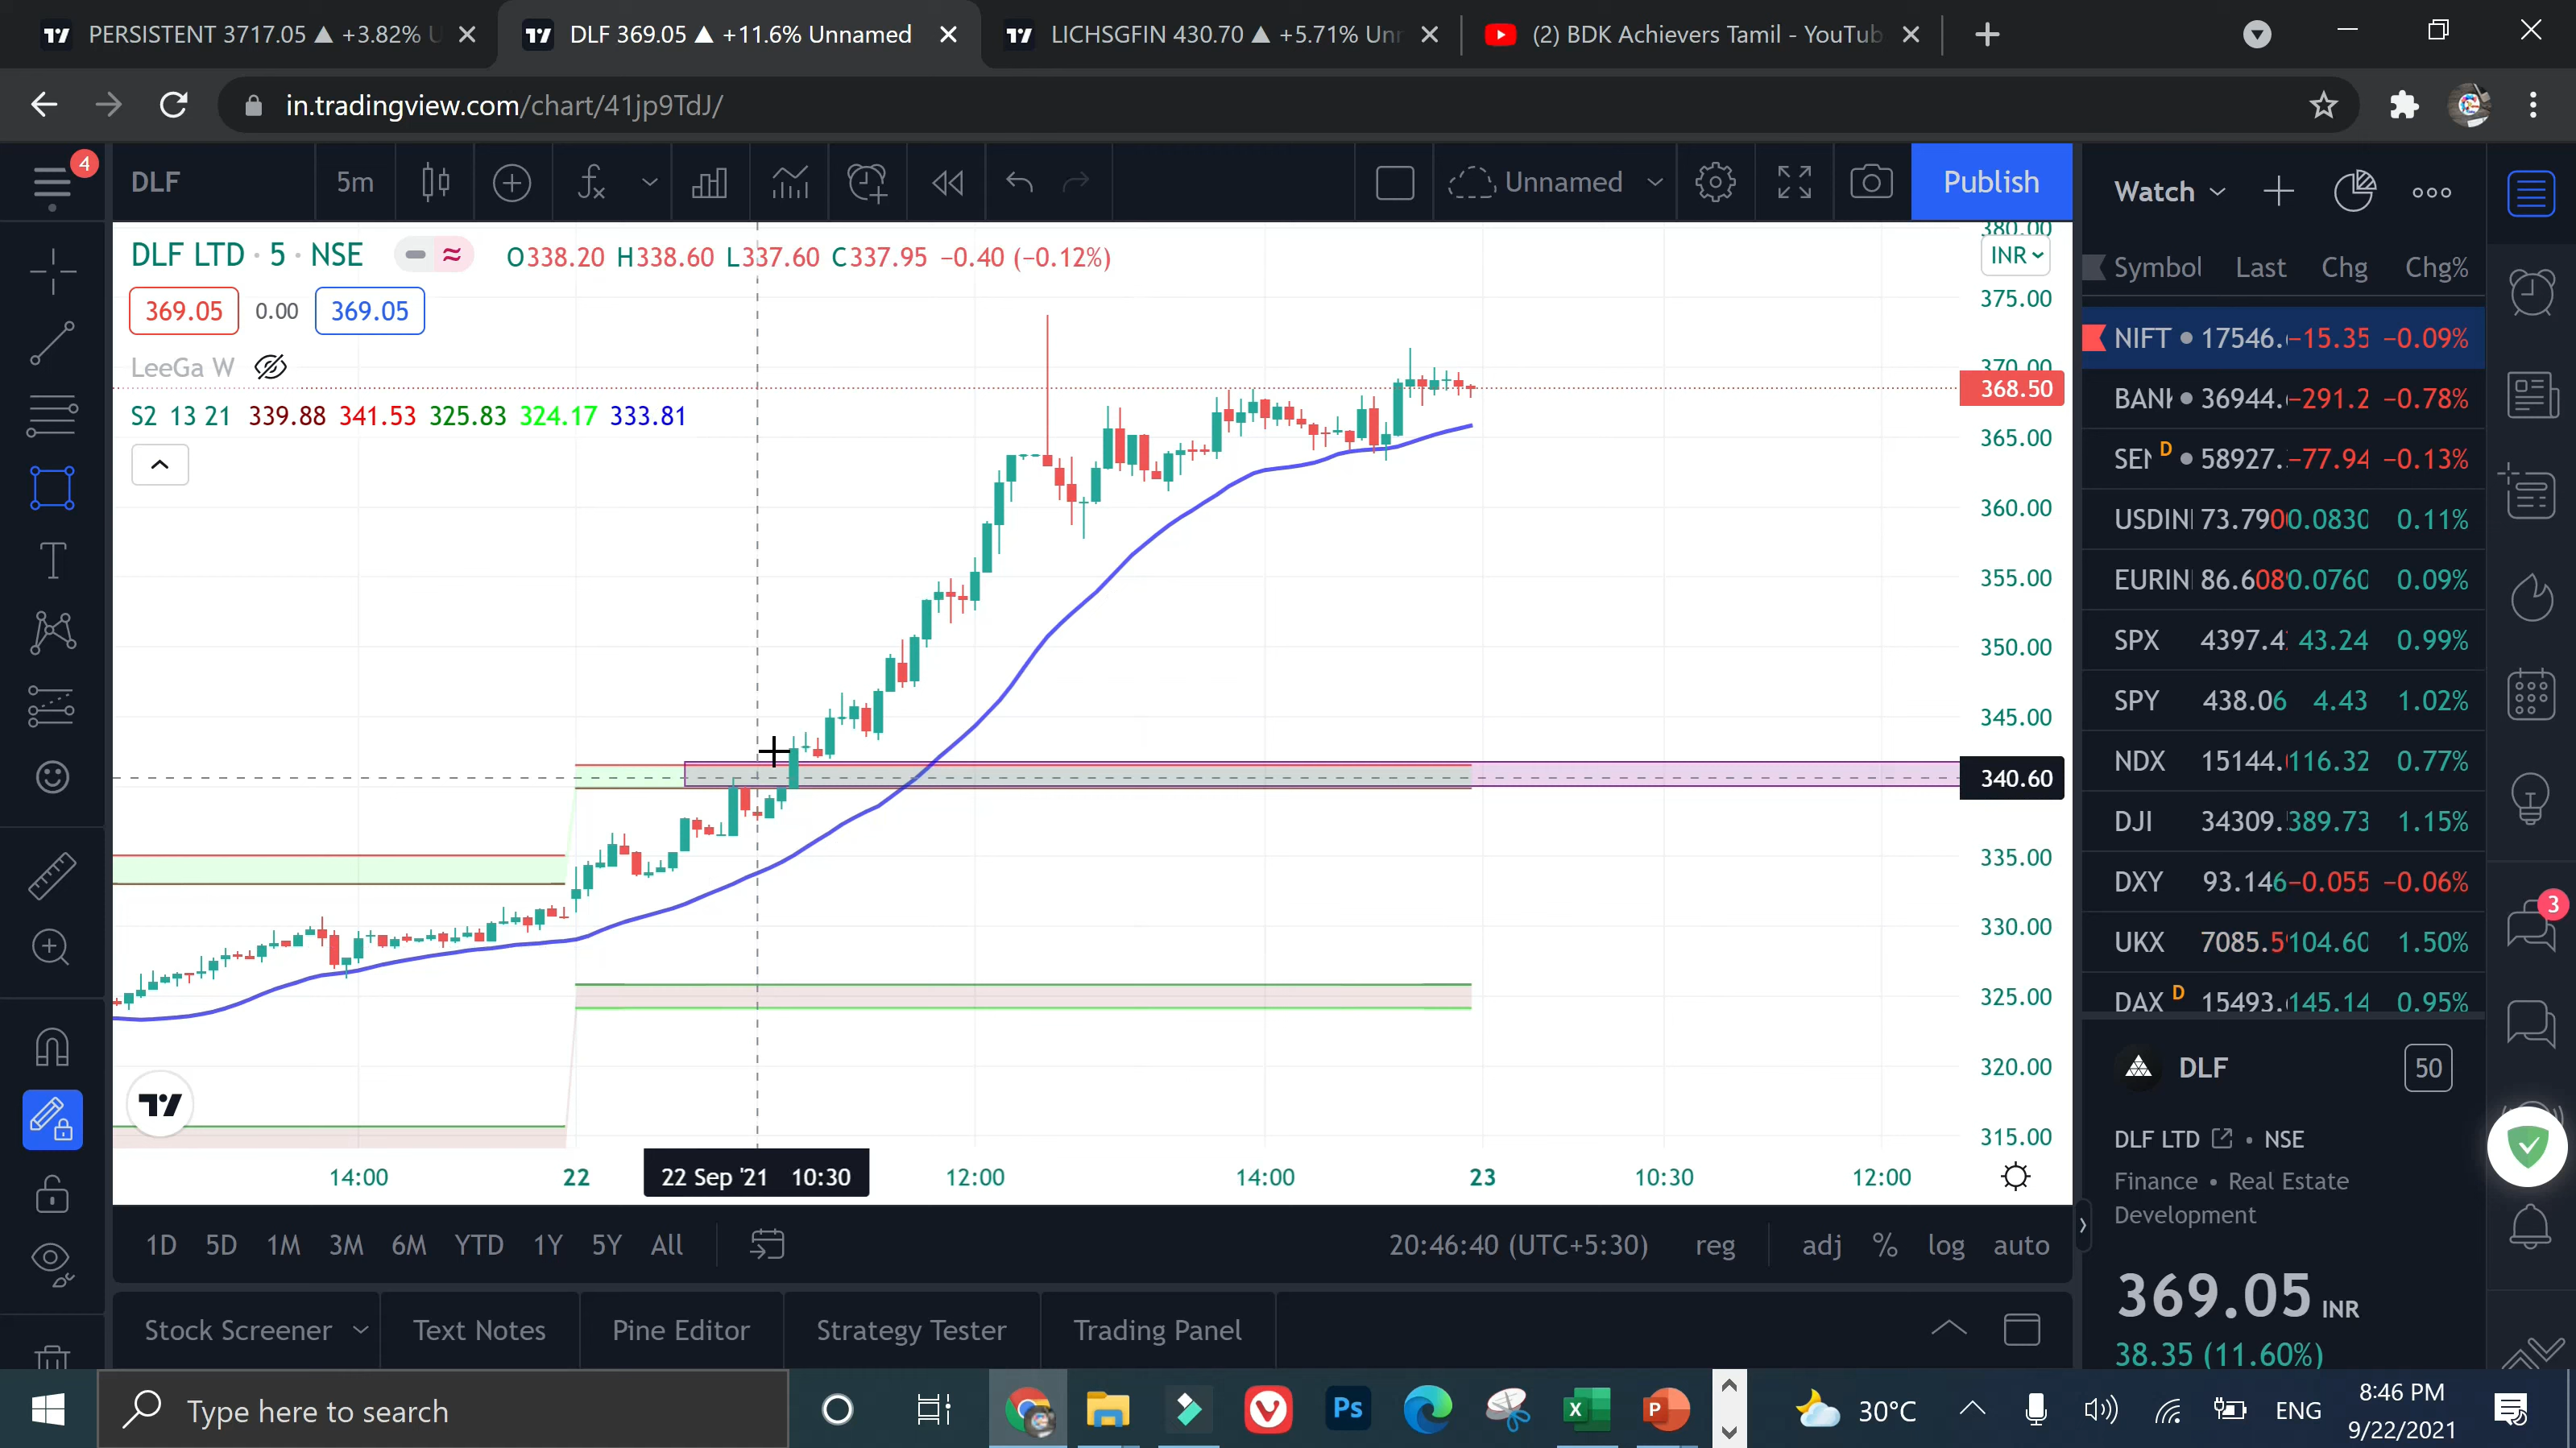 PERSISTENT 3717.05 ▲ +3.82%
DLF 369.05 ▲ +11.6% Unnamed
LICHSGFIN 430.70 ▲ +5.71%
(2) BDK Achievers Tamil - YouTub
in.tradingview.com/chart/41jp9TdJ/
4
DLF
5m
Unnamed
Publish
Watch
DLF LTD · 5 · NSE
O338.20 H338.60 L337.60 C337.95 −0.40 (−0.12%)
369.05 0.00 369.05
LeeGa W
S2 13 21 339.88 341.53 325.83 324.17 333.81
INR
380.00
375.00
370.00
368.50
365.00
360.00
355.00
350.00
345.00
340.60
335.00
330.00
325.00
320.00
315.00
14:00
22
22 Sep '21 10:30
12:00
14:00
23
10:30
12:00
1D 5D 1M 3M 6M YTD 1Y 5Y All
20:46:40 (UTC+5:30) reg adj % log auto
Stock Screener Text Notes Pine Editor Strategy Tester Trading Panel
Symbol Last Chg Chg%
NIFT 17546. −15.35 −0.09%
BANK 36944. −291.2 −0.78%
SEN D 58927. −77.94 −0.13%
USDIN 73.790 0.0830 0.11%
EURIN 86.608 0.0760 0.09%
SPX 4397.4 43.24 0.99%
SPY 438.06 4.43 1.02%
NDX 15144. 116.32 0.77%
DJI 34309. 389.73 1.15%
DXY 93.146 −0.055 −0.06%
UKX 7085.5 104.60 1.50%
DAX D 15493. 145.14 0.95%
3
DLF
50
DLF LTD • NSE
Finance • Real Estate
Development
369.05 INR
38.35 (11.60%)
Type here to search
Ps
30°C
ENG
8:46 PM
9/22/2021